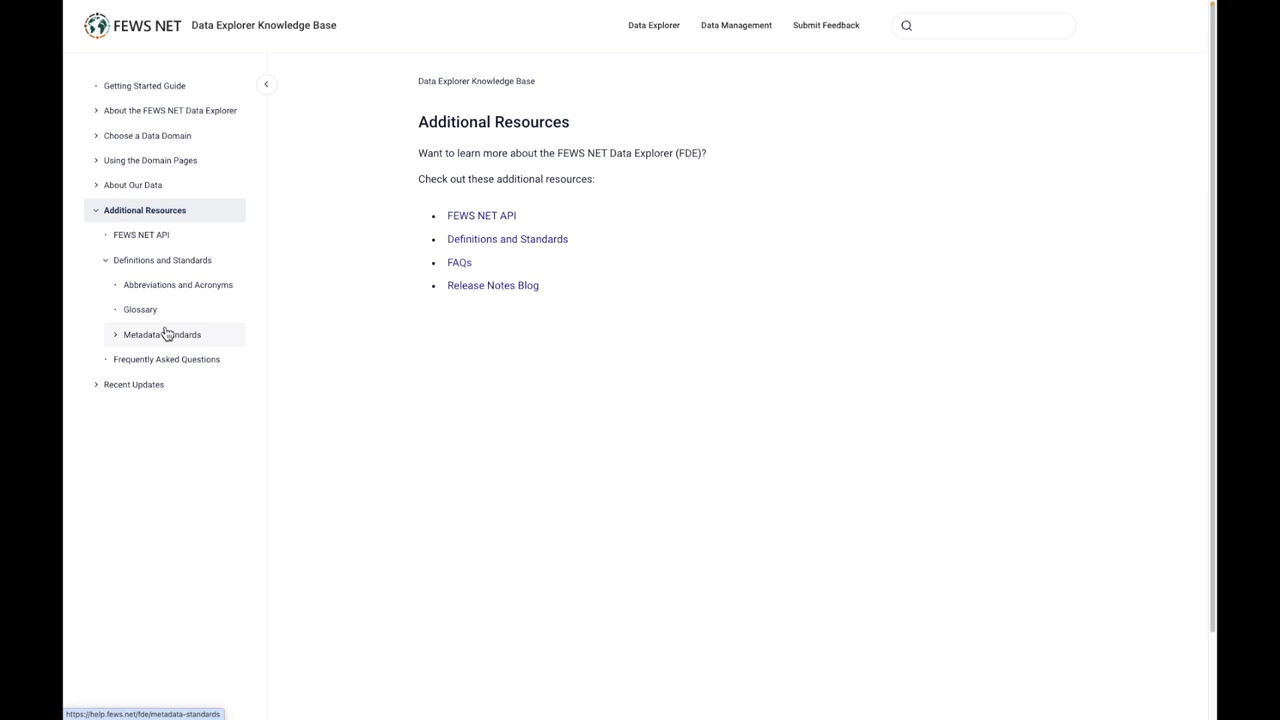 FEWS NET Data Explorer Knowledge Base
Data Explorer Data Management Submit Feedback
Getting Started Guide
About the FEWS NET Data Explorer
Choose a Data Domain
Using the Domain Pages
About Our Data
Additional Resources
FEWS NET API
Definitions and Standards
Abbreviations and Acronyms
Glossary
Metadata Standards
Frequently Asked Questions
Recent Updates
Data Explorer Knowledge Base
Additional Resources
Want to learn more about the FEWS NET Data Explorer (FDE)?
Check out these additional resources:
• FEWS NET API
• Definitions and Standards
• FAQs
• Release Notes Blog
https://help.fews.net/fde/metadata-standards